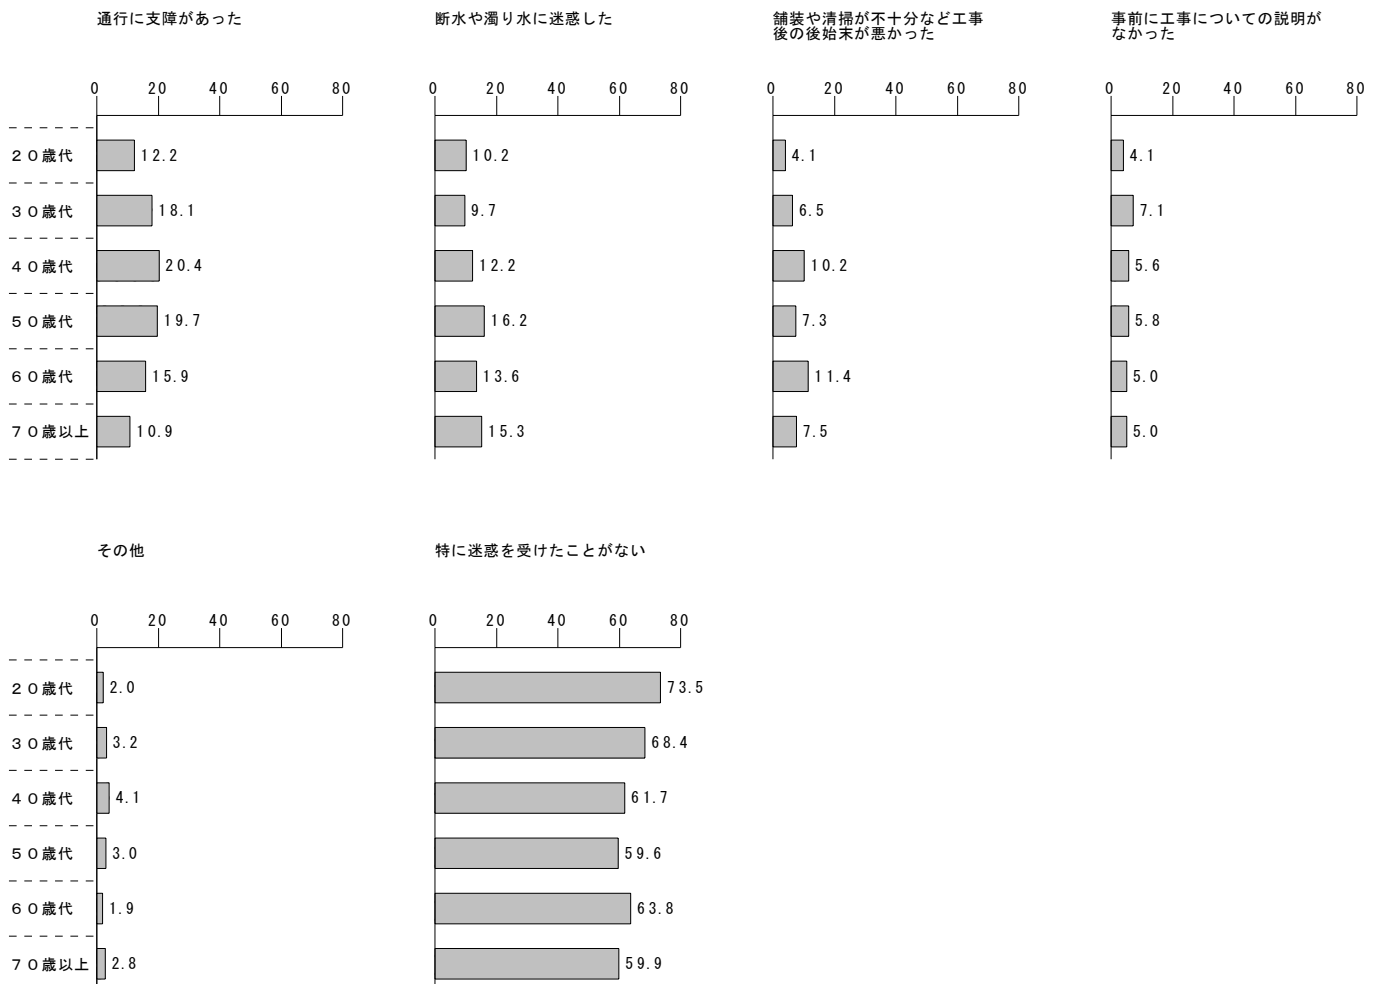 通行に支障があった
断水や濁り水に迷惑した
舗装や清掃が不十分など工事
後の後始末が悪かった
事前に工事についての説明が
なかった
0 20 40 60 80
0 20 40 60 80
0 20 40 60 80
0 20 40 60 80
２０歳代 12.2 10.2 4.1 4.1
３０歳代 18.1 9.7 6.5 7.1
４０歳代 20.4 12.2 10.2 5.6
５０歳代 19.7 16.2 7.3 5.8
６０歳代 15.9 13.6 11.4 5.0
７０歳以上 10.9 15.3 7.5 5.0
その他
特に迷惑を受けたことがない
0 20 40 60 80
0 20 40 60 80
２０歳代 2.0 73.5
３０歳代 3.2 68.4
４０歳代 4.1 61.7
５０歳代 3.0 59.6
６０歳代 1.9 63.8
７０歳以上 2.8 59.9